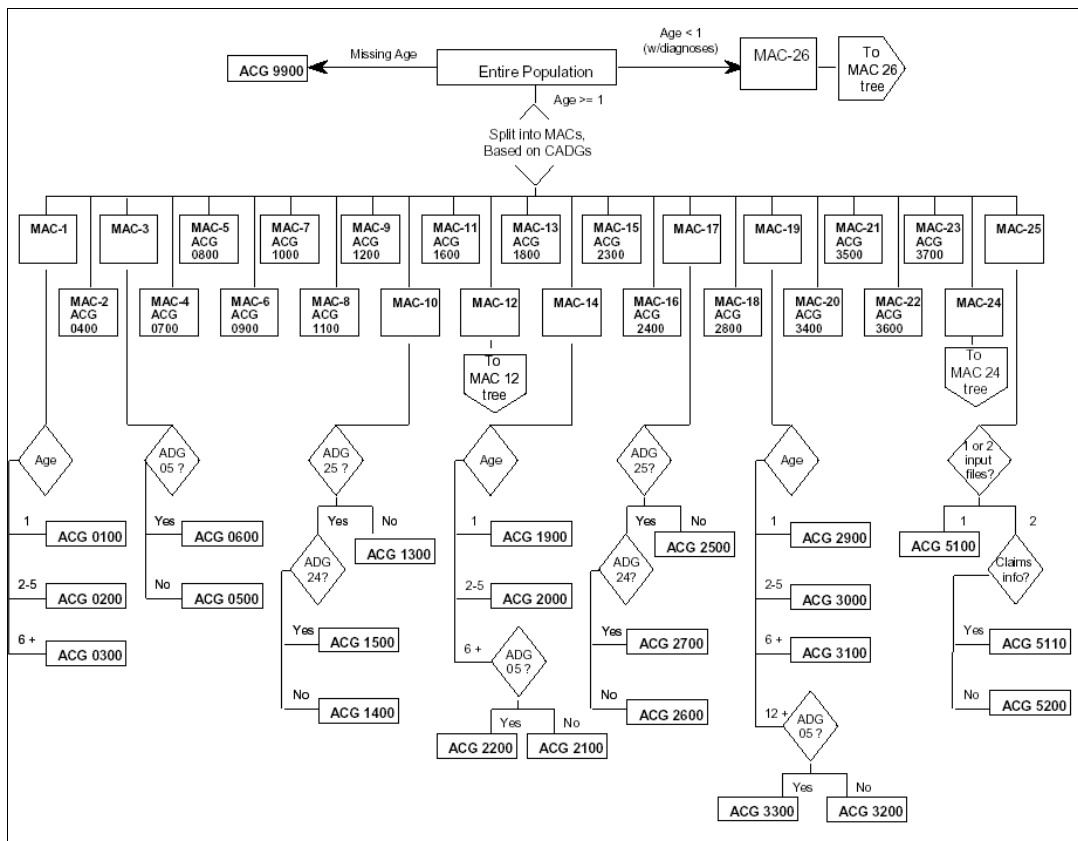 Age < 1
(w/diagnoses)
Missing Age
ACG 9900
Entire Population
MAC-26
To
MAC 26
tree
Age >= 1
Split into MACs,
Based on CADGs
MAC-1
MAC-3
MAC-5
ACG
0800
MAC-7
ACG
1000
MAC-9
ACG
1200
MAC-11
ACG
1600
MAC-13
ACG
1800
MAC-15
ACG
2300
MAC-17
MAC-19
MAC-21
ACG
3500
MAC-23
ACG
3700
MAC-25
MAC-2
ACG
0400
MAC-4
ACG
0700
MAC-6
ACG
0900
MAC-8
ACG
1100
MAC-10
MAC-12
MAC-14
MAC-16
ACG
2400
MAC-18
ACG
2800
MAC-20
ACG
3400
MAC-22
ACG
3600
MAC-24
To
MAC 12
tree
To
MAC 24
tree
Age
1
ACG 0100
2-5
ACG 0200
6 +
ACG 0300
ADG
05 ?
Yes
ACG 0600
No
ACG 0500
ADG
25 ?
Yes
No
ACG 1300
ADG
24?
Yes
ACG 1500
No
ACG 1400
Age
1
ACG 1900
2-5
ACG 2000
6 +
ADG
05 ?
Yes
No
ACG 2200
ACG 2100
ADG
25?
Yes
No
ACG 2500
ADG
24?
Yes
ACG 2700
No
ACG 2600
Age
1
ACG 2900
2-5
ACG 3000
6 +
ACG 3100
12 +
ADG
05 ?
Yes
No
ACG 3300
ACG 3200
1 or 2
input
files?
1
2
ACG 5100
Claims
info?
Yes
ACG 5110
No
ACG 5200